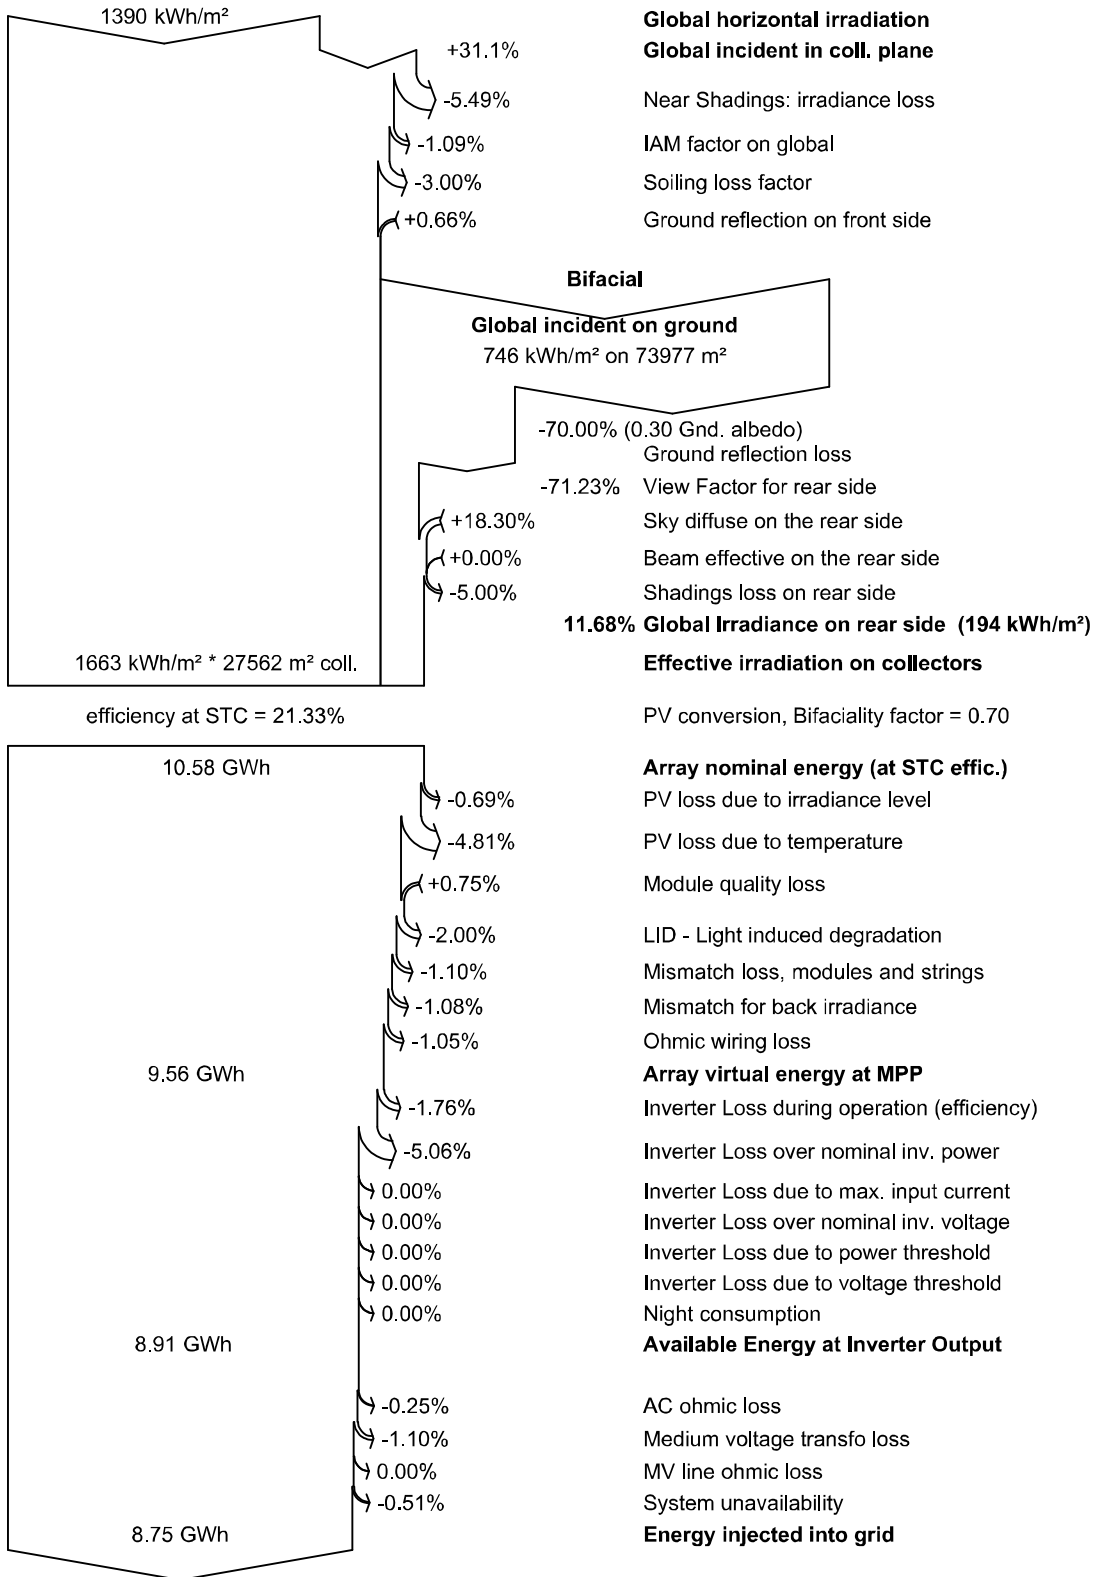 1390 kWh/m² Global horizontal irradiation
+31.1% Global incident in coll. plane
-5.49% Near Shadings: irradiance loss
-1.09% IAM factor on global
-3.00% Soiling loss factor
+0.66% Ground reflection on front side
Bifacial
Global incident on ground
746 kWh/m² on 73977 m²
-70.00% (0.30 Gnd. albedo)
Ground reflection loss
-71.23% View Factor for rear side
+18.30% Sky diffuse on the rear side
+0.00% Beam effective on the rear side
-5.00% Shadings loss on rear side
11.68% Global Irradiance on rear side (194 kWh/m²)
1663 kWh/m² * 27562 m² coll. Effective irradiation on collectors
efficiency at STC = 21.33% PV conversion, Bifaciality factor = 0.70
10.58 GWh Array nominal energy (at STC effic.)
-0.69% PV loss due to irradiance level
-4.81% PV loss due to temperature
+0.75% Module quality loss
-2.00% LID - Light induced degradation
-1.10% Mismatch loss, modules and strings
-1.08% Mismatch for back irradiance
-1.05% Ohmic wiring loss
9.56 GWh Array virtual energy at MPP
-1.76% Inverter Loss during operation (efficiency)
-5.06% Inverter Loss over nominal inv. power
0.00% Inverter Loss due to max. input current
0.00% Inverter Loss over nominal inv. voltage
0.00% Inverter Loss due to power threshold
0.00% Inverter Loss due to voltage threshold
0.00% Night consumption
8.91 GWh Available Energy at Inverter Output
-0.25% AC ohmic loss
-1.10% Medium voltage transfo loss
0.00% MV line ohmic loss
-0.51% System unavailability
8.75 GWh Energy injected into grid